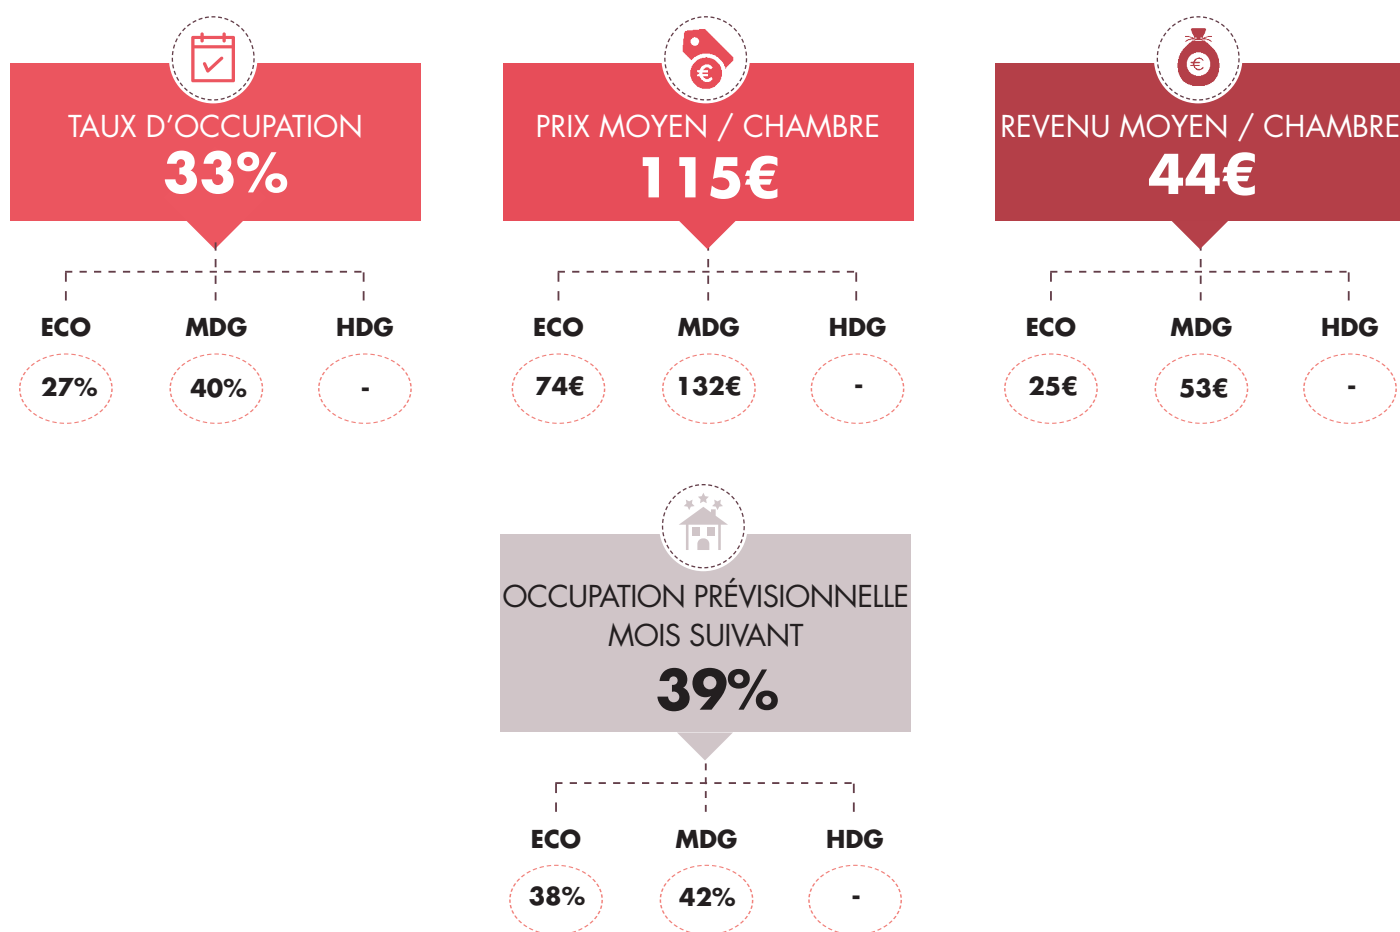 TAUX D’OCCUPATION
33%
ECO MDG HDG
27% 40% -
PRIX MOYEN / CHAMBRE
115€
ECO MDG HDG
74€ 132€ -
REVENU MOYEN / CHAMBRE
44€
ECO MDG HDG
25€ 53€ -
OCCUPATION PRÉVISIONNELLE
MOIS SUIVANT
39%
ECO MDG HDG
38% 42% -